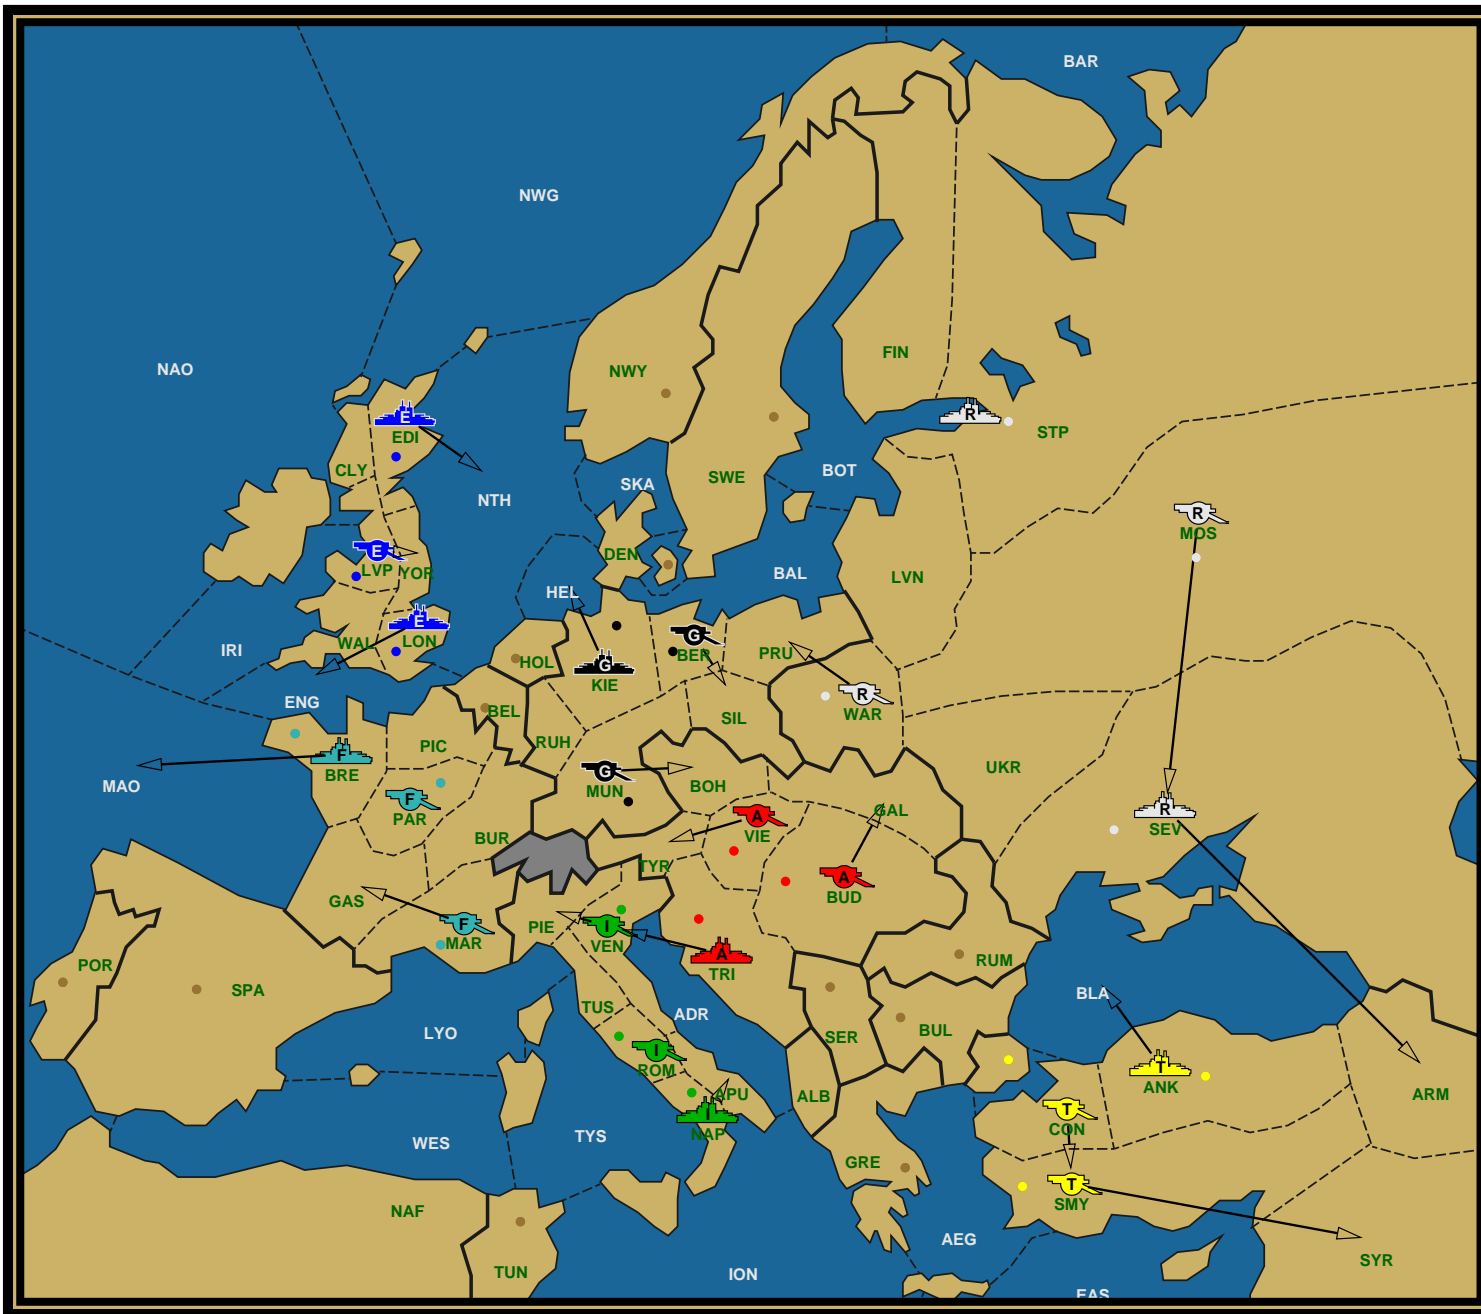 BAR
NWG
NAO
FIN
NWY
R
E
EDI
STP
CLY
SWE
BOT
SKA
NTH
R
MOS
E
LVP
YOR
DEN
BAL
LVN
HEL
E
LON
WAL
IRI
G
BER
PRU
HOL
G
KIE
R
WAR
ENG
BEL
SIL
RUH
PIC
F
BRE
UKR
G
MUN
BOH
MAO
F
PAR
R
SEV
A
VIE
GAL
BUR
TYR
A
BUD
GAS
F
MAR
PIE
I
VEN
A
TRI
RUM
POR
SPA
BLA
TUS
ADR
LYO
SER
BUL
I
ROM
T
ANK
APU
ALB
ARM
I
NAP
T
CON
WES
TYS
GRE
T
SMY
NAF
AEG
SYR
TUN
ION
EAS